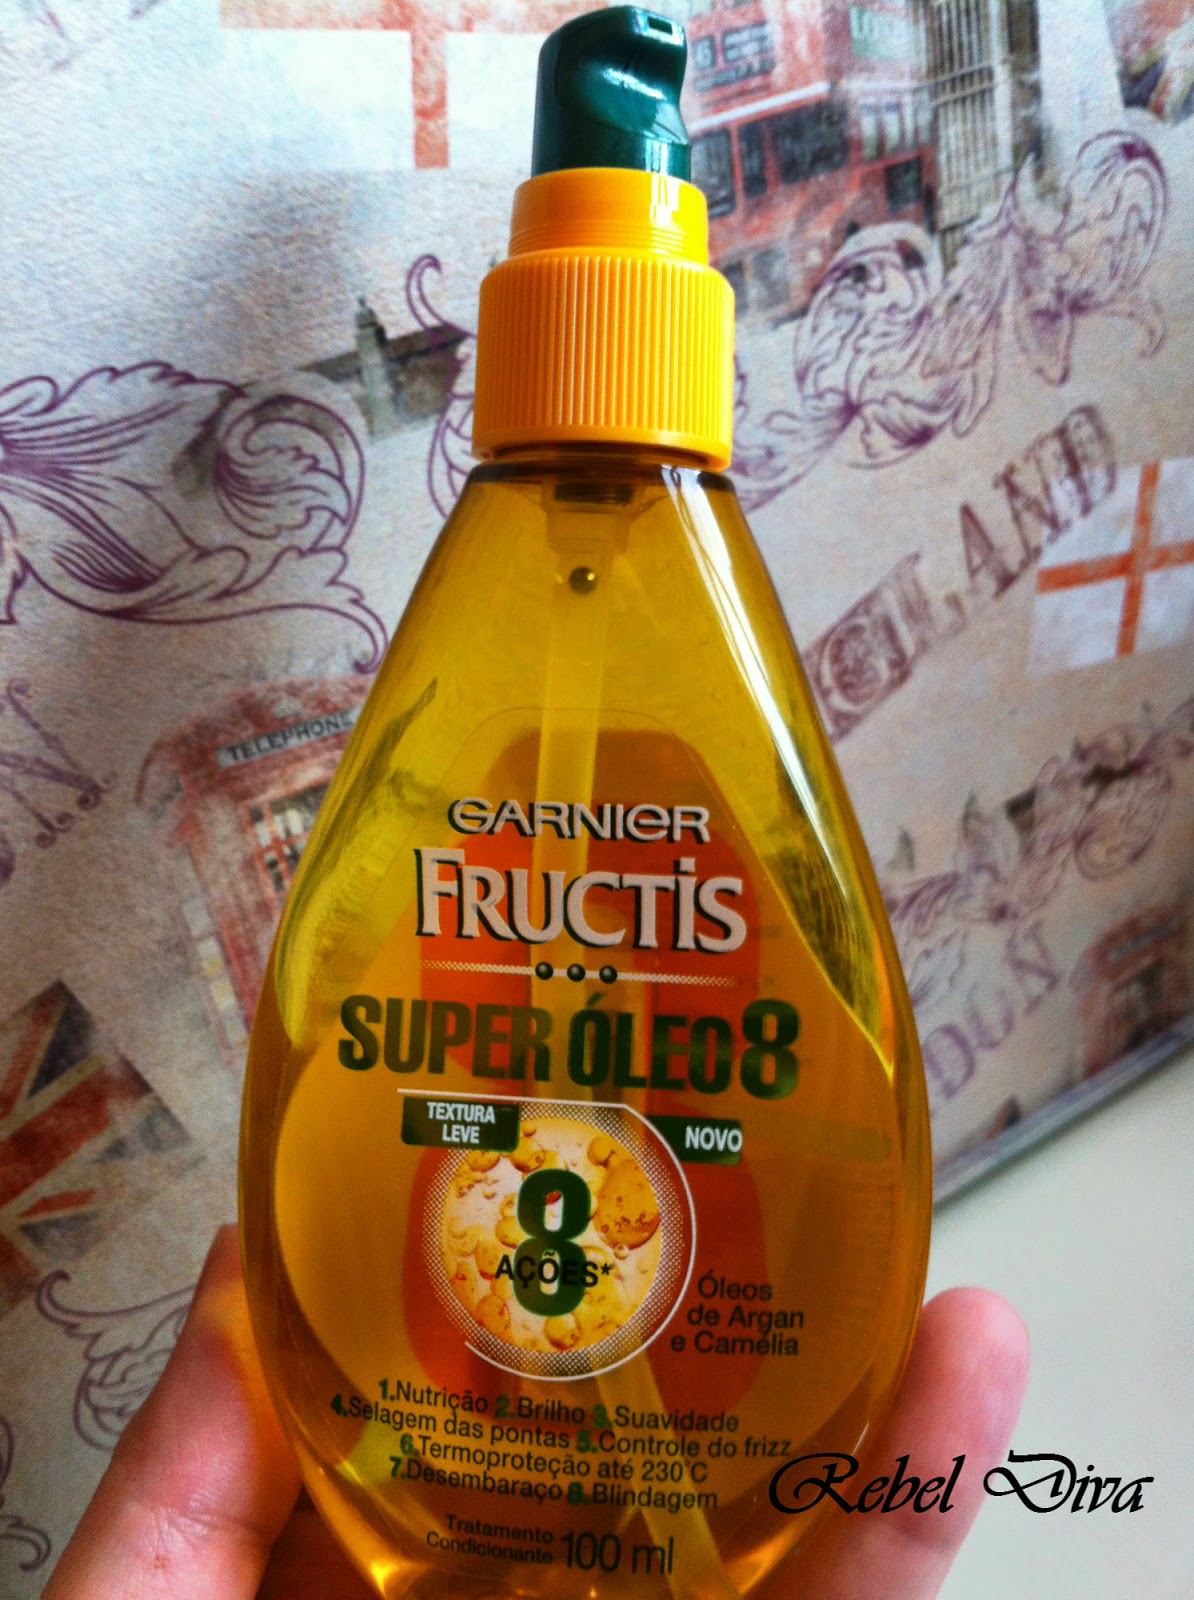 TELEPHONE
GARNIER
FRUCTIS
SUPER ÓLEO8
TEXTURA
LEVE
NOVO
8
AÇÕES*
Óleos
de Argan
e Camélia
1.Nutrição 2.Brilho 3.Suavidade
4.Selagem das pontas 5.Controle do frizz
6.Termoproteção até 230°C
7.Desembaraço 8.Blindagem
Tratamento
Condicionante 100 ml
Rebel Diva